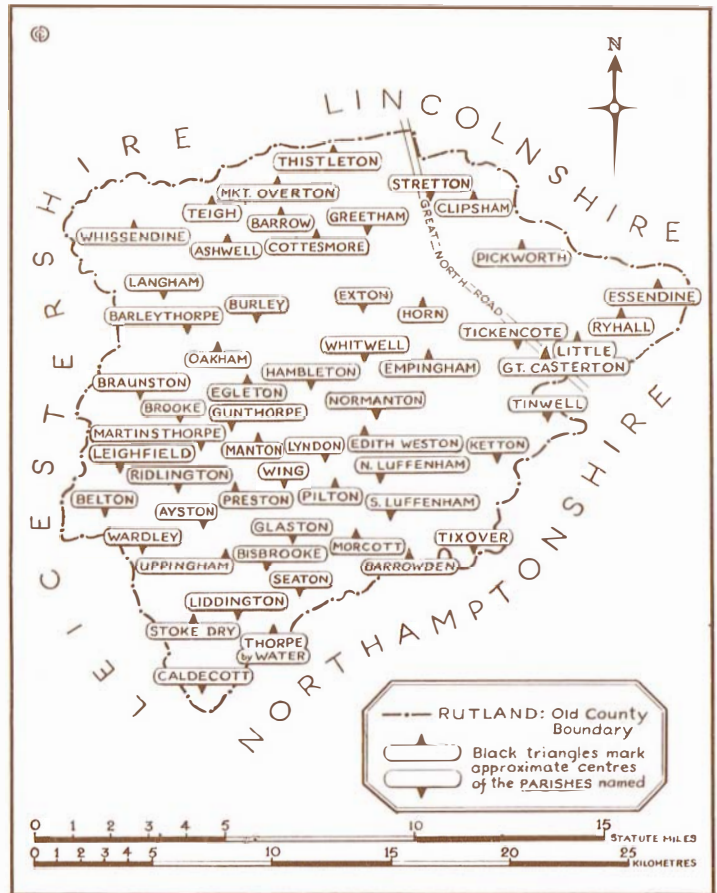 N
LINCOLNSHIRE
LEICESTERSHIRE
NORTHAMPTONSHIRE
THISTLETON
MKT. OVERTON
STRETTON
TEIGH
BARROW
GREETHAM
CLIPSHAM
WHISSENDINE
ASHWELL
COTTESMORE
GREAT NORTH ROAD
PICKWORTH
LANGHAM
BURLEY
EXTON
HORN
ESSENDINE
BARLEYTHORPE
TICKENCOTE
RYHALL
OAKHAM
WHITWELL
LITTLE
HAMBLETON
EMPINGHAM
GT. CASTERTON
BRAUNSTON
EGLETON
NORMANTON
TINWELL
BROOKE
GUNTHORPE
MARTINSTHORPE
MANTON
LYNDON
EDITH WESTON
KETTON
LEIGHFIELD
N. LUFFENHAM
RIDLINGTON
WING
BELTON
PRESTON
PILTON
S. LUFFENHAM
AYSTON
WARDLEY
GLASTON
MORCOTT
TIXOVER
UPPINGHAM
BISBROOKE
BARROWDEN
SEATON
LIDDINGTON
STOKE DRY
THORPE
by WATER
CALDECOTT
RUTLAND: Old County
Boundary
Black triangles mark
approximate centres
of the PARISHES named
0 1 2 3 4 5 10 15 STATUTE MILES
0 1 2 3 4 5 10 15 20 25 KILOMETRES